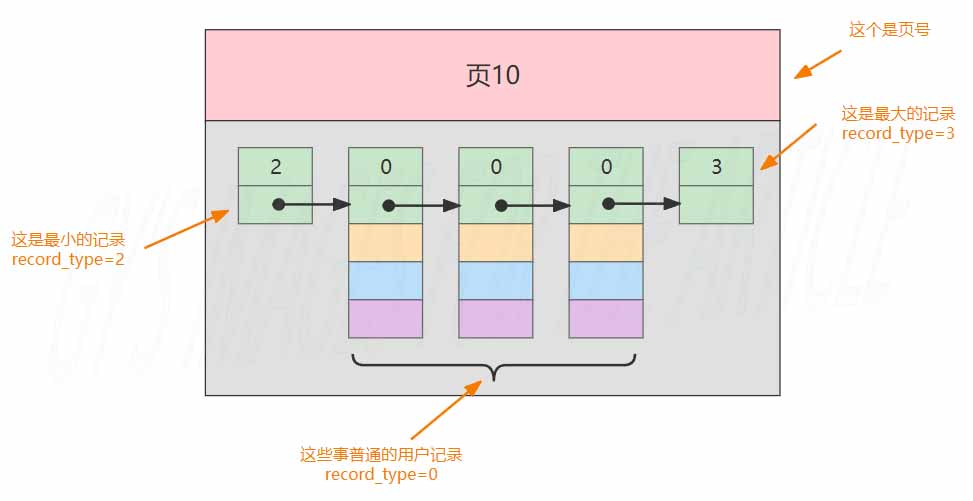 这个是页号
页10
这是最大的记录
record_type=3
2 0 0 0 3
这是最小的记录
record_type=2
这些事普通的用户记录
record_type=0